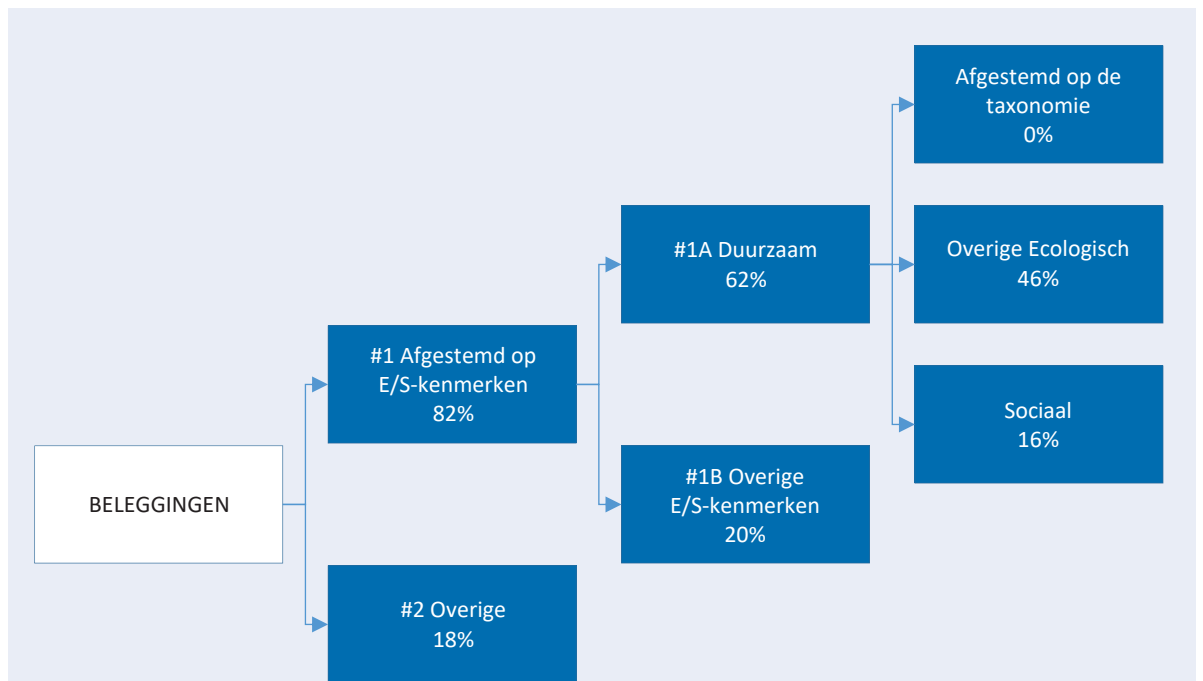 BELEGGINGEN
#1 Afgestemd op
E/S-kenmerken
82%
#2 Overige
18%
#1A Duurzaam
62%
#1B Overige
E/S-kenmerken
20%
Afgestemd op de
taxonomie
0%
Overige Ecologisch
46%
Sociaal
16%